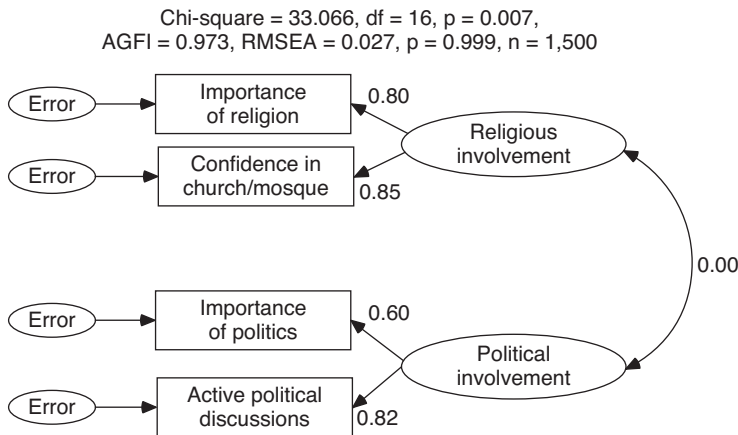 Chi-square = 33.066, df = 16, p = 0.007,
AGFI = 0.973, RMSEA = 0.027, p = 0.999, n = 1,500
Error
Importance
of religion
0.80
Religious
involvement
Error
Confidence in
church/mosque
0.85
0.00
Error
Importance
of politics
0.60
Political
involvement
Error
Active political
discussions
0.82